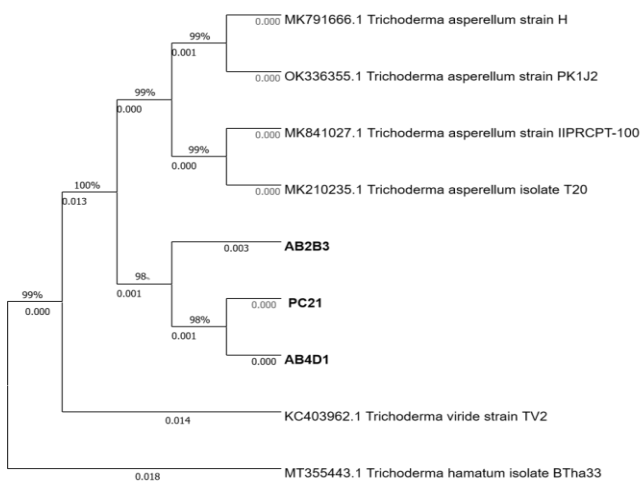 0.000 MK791666.1 Trichoderma asperellum strain H
99%
0.001
0.000 OK336355.1 Trichoderma asperellum strain PK1J2
99%
0.000
0.000 MK841027.1 Trichoderma asperellum strain IIPRCPT-100
99%
0.000
0.000 MK210235.1 Trichoderma asperellum isolate T20
100%
0.013
AB2B3
0.003
98
0.001
0.000 PC21
98%
0.001
0.000 AB4D1
99%
0.000
KC403962.1 Trichoderma viride strain TV2
0.014
MT355443.1 Trichoderma hamatum isolate BTha33
0.018